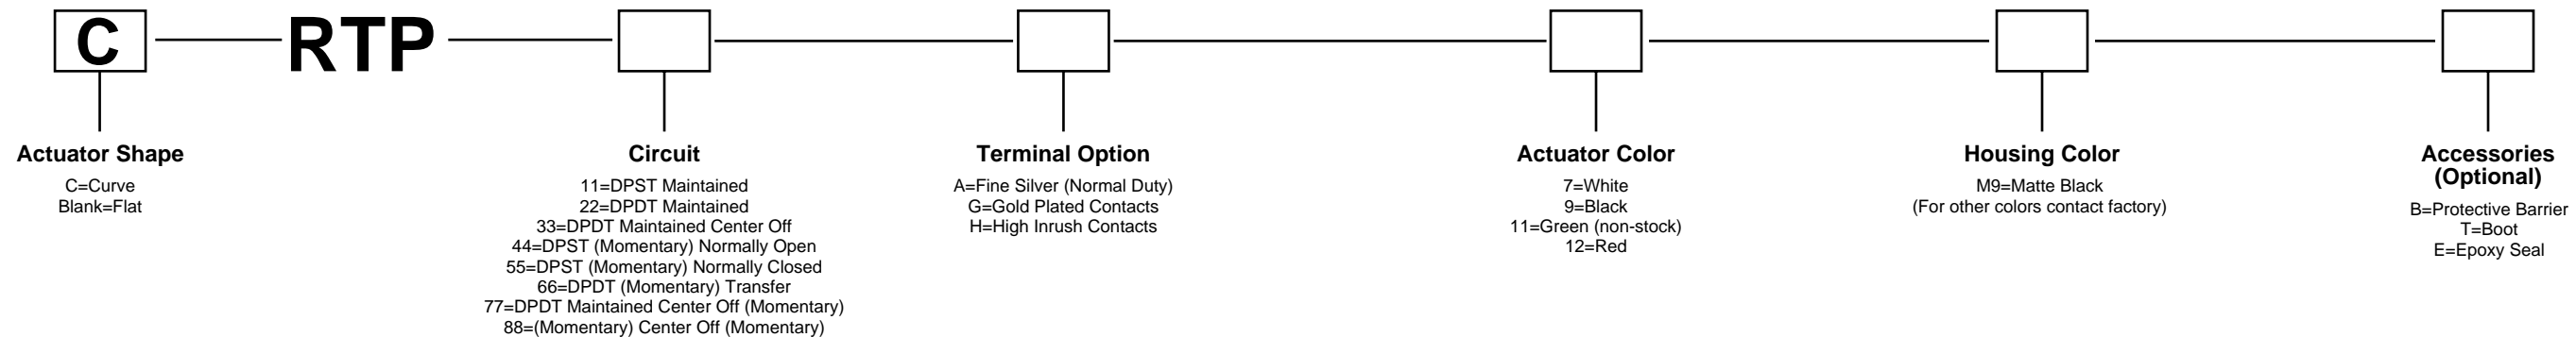 C
RTP
Actuator Shape
C=Curve
Blank=Flat
Circuit
11=DPST Maintained
22=DPDT Maintained
33=DPDT Maintained Center Off
44=DPST (Momentary) Normally Open
55=DPST (Momentary) Normally Closed
66=DPDT (Momentary) Transfer
77=DPDT Maintained Center Off (Momentary)
88=(Momentary) Center Off (Momentary)
Terminal Option
A=Fine Silver (Normal Duty)
G=Gold Plated Contacts
H=High Inrush Contacts
Actuator Color
7=White
9=Black
11=Green (non-stock)
12=Red
Housing Color
M9=Matte Black
(For other colors contact factory)
Accessories
(Optional)
B=Protective Barrier
T=Boot
E=Epoxy Seal